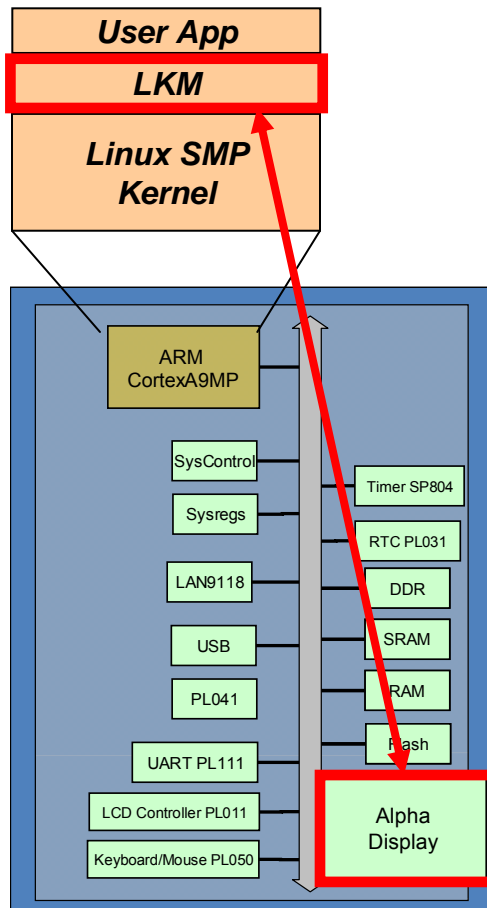 User App
LKM
Linux SMP
Kernel
ARM
CortexA9MP
SysControl
Sysregs
LAN9118
USB
PL041
UART PL111
LCD Controller PL011
Keyboard/Mouse PL050
Timer SP804
RTC PL031
DDR
SRAM
RAM
Flash
Alpha
Display